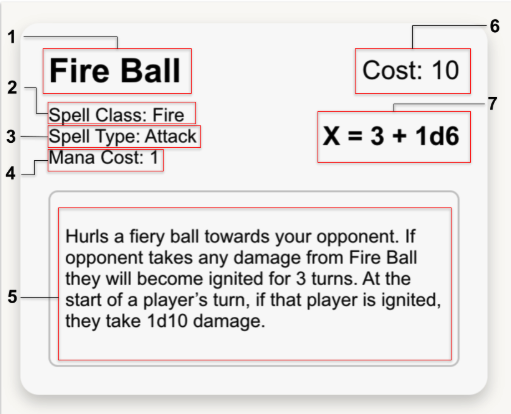 1
6
Fire Ball
Cost: 10
2
7
Spell Class: Fire
3
Spell Type: Attack
X = 3 + 1d6
4
Mana Cost: 1
Hurls a fiery ball towards your opponent. If
opponent takes any damage from Fire Ball
they will become ignited for 3 turns. At the
5
start of a player's turn, if that player is ignited,
they take 1d10 damage.